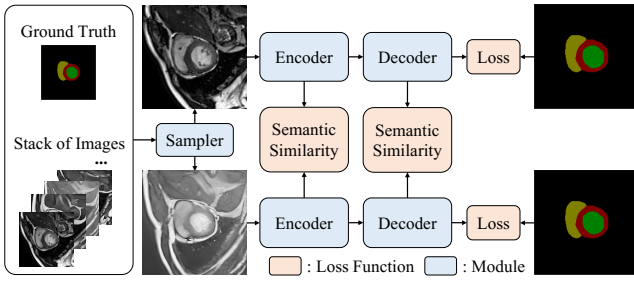 Ground Truth
Stack of Images
...
Sampler
Encoder
Decoder
Loss
Semantic
Similarity
Semantic
Similarity
Encoder
Decoder
Loss
: Loss Function
: Module